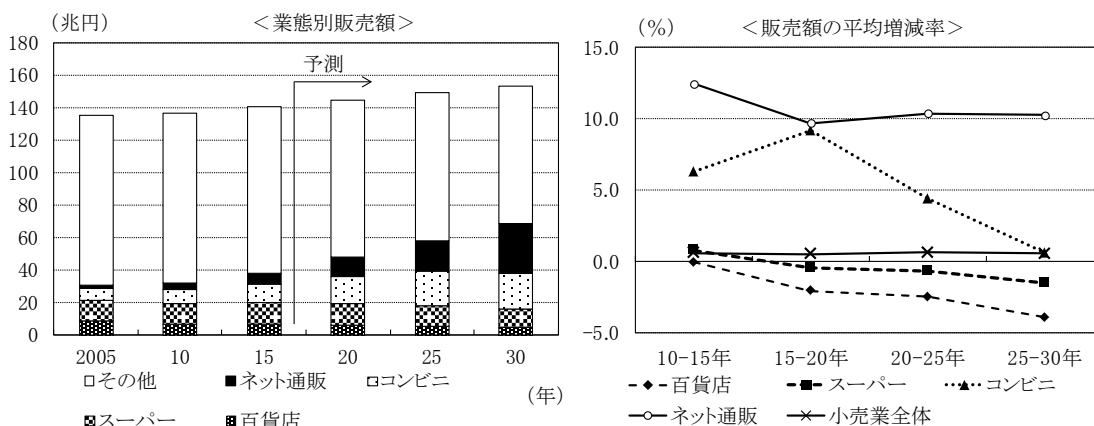 (兆円) <業態別販売額>
180
160
140
120
100
80
60
40
20
0
予測
2005 10 15 20 25 30
(年)
その他 ネット通販 コンビニ
スーパー 百貨店
(%) <販売額の平均増減率>
15.0
10.0
5.0
0.0
−5.0
10−15年 15−20年 20−25年 25−30年
百貨店 スーパー コンビニ
ネット通販 小売業全体